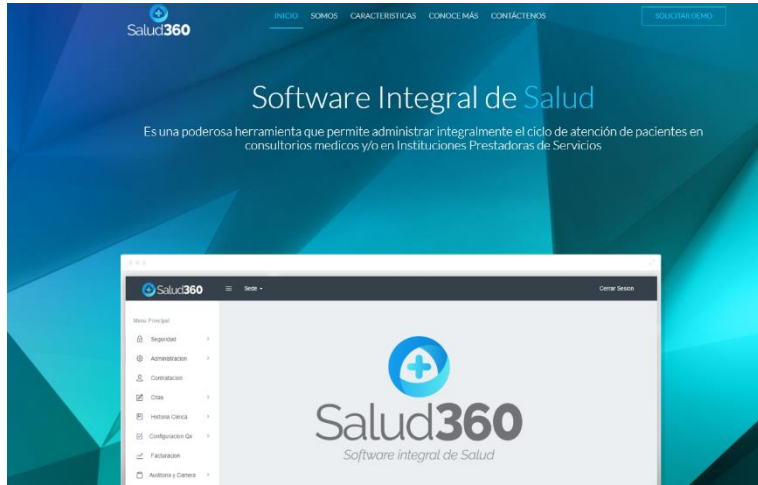 Salud360
INICIO SOMOS CARACTERISTICAS CONOCE MÁS CONTÁCTENOS SOLICITAR DEMO
Software Integral de Salud
Es una poderosa herramienta que permite administrar integralmente el ciclo de atención de pacientes en
consultorios medicos y/o en Instituciones Prestadoras de Servicios
Salud360 Sede Cerrar Sesion
Menu Principal
Seguridad
Administracion
Contratacion
Citas
Historia Clinica
Configuracion Qx
Facturacion
Auditoria y Cartera
Salud360
Software integral de Salud